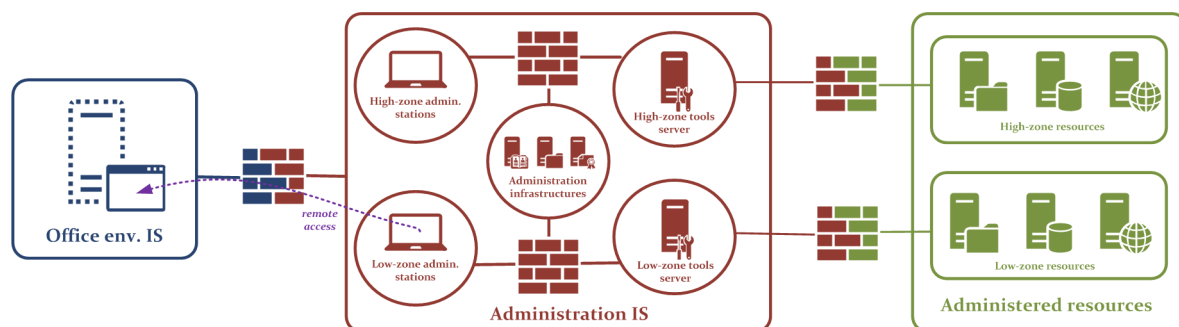 Office env. IS
remote
access
High-zone admin.
stations
High-zone tools
server
Administration
infrastructures
Low-zone admin.
stations
Low-zone tools
server
Administration IS
High-zone resources
Low-zone resources
Administered resources